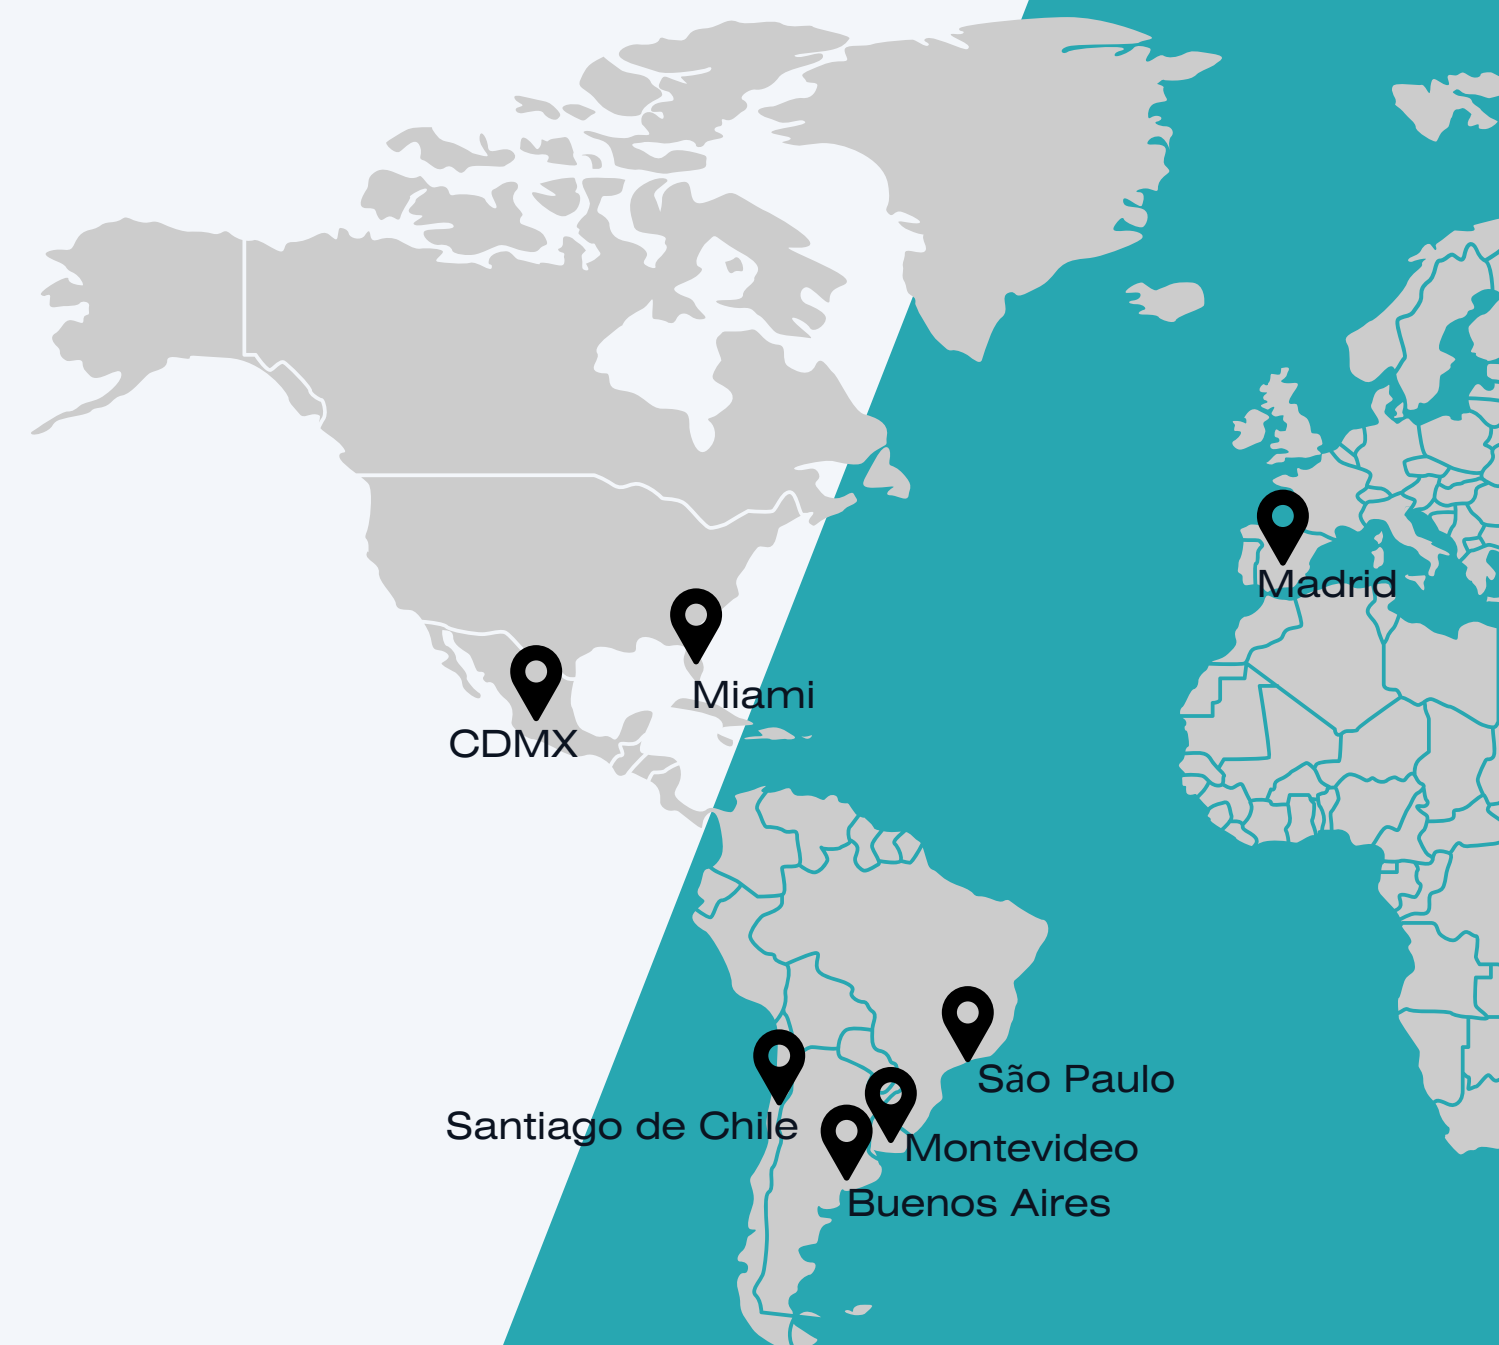 Madrid
Miami
CDMX
São Paulo
Santiago de Chile
Montevideo
Buenos Aires